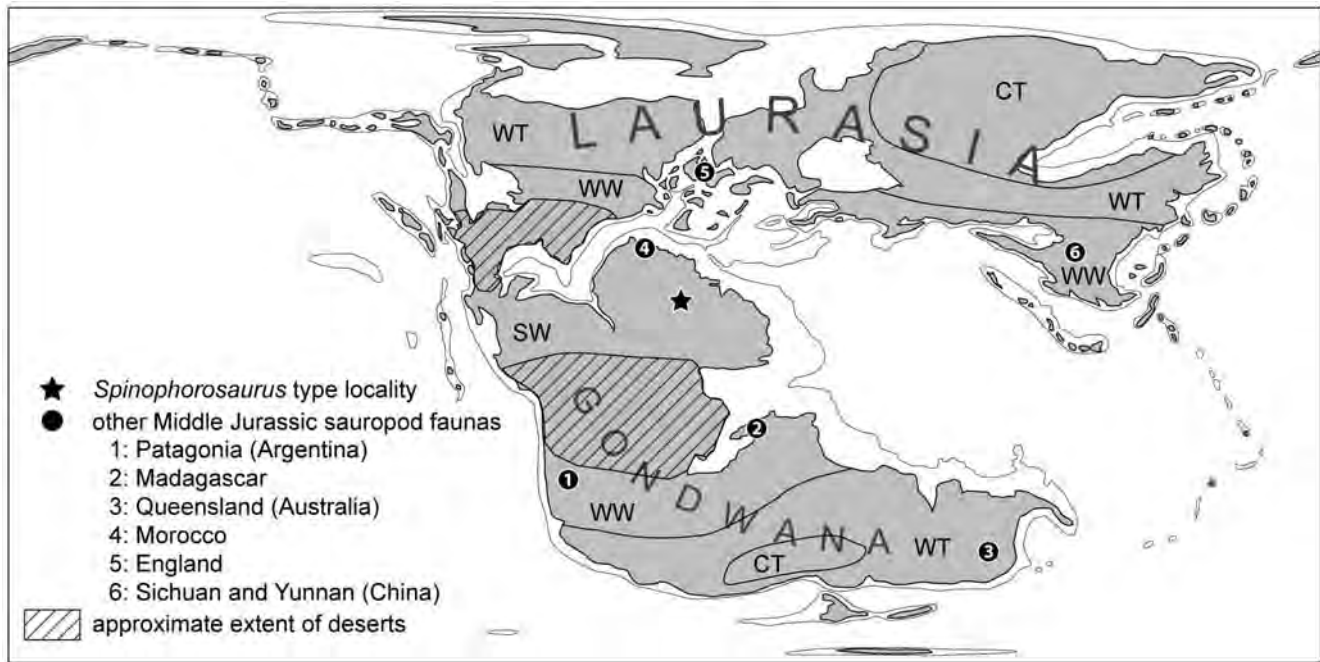 CT
WT
LAURASIA
5
WW
WT
4
6
WW
SW
★ Spinophorosaurus type locality
● other Middle Jurassic sauropod faunas
1: Patagonia (Argentina)
2: Madagascar
3: Queensland (Australia)
4: Morocco
5: England
6: Sichuan and Yunnan (China)
approximate extent of deserts
GONDWANA
2
1
WW
WT
3
CT